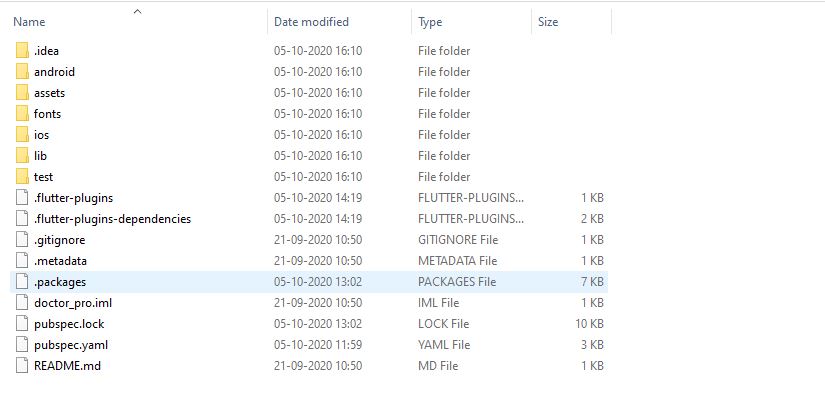 Name Date modified Type Size
.idea 05-10-2020 16:10 File folder
android 05-10-2020 16:10 File folder
assets 05-10-2020 16:10 File folder
fonts 05-10-2020 16:10 File folder
ios 05-10-2020 16:10 File folder
lib 05-10-2020 16:10 File folder
test 05-10-2020 16:10 File folder
.flutter-plugins 05-10-2020 14:19 FLUTTER-PLUGINS... 1 KB
.flutter-plugins-dependencies 05-10-2020 14:19 FLUTTER-PLUGINS... 2 KB
.gitignore 21-09-2020 10:50 GITIGNORE File 1 KB
.metadata 21-09-2020 10:50 METADATA File 1 KB
.packages 05-10-2020 13:02 PACKAGES File 7 KB
doctor_pro.iml 21-09-2020 10:50 IML File 1 KB
pubspec.lock 05-10-2020 13:02 LOCK File 10 KB
pubspec.yaml 05-10-2020 11:59 YAML File 3 KB
README.md 21-09-2020 10:50 MD File 1 KB